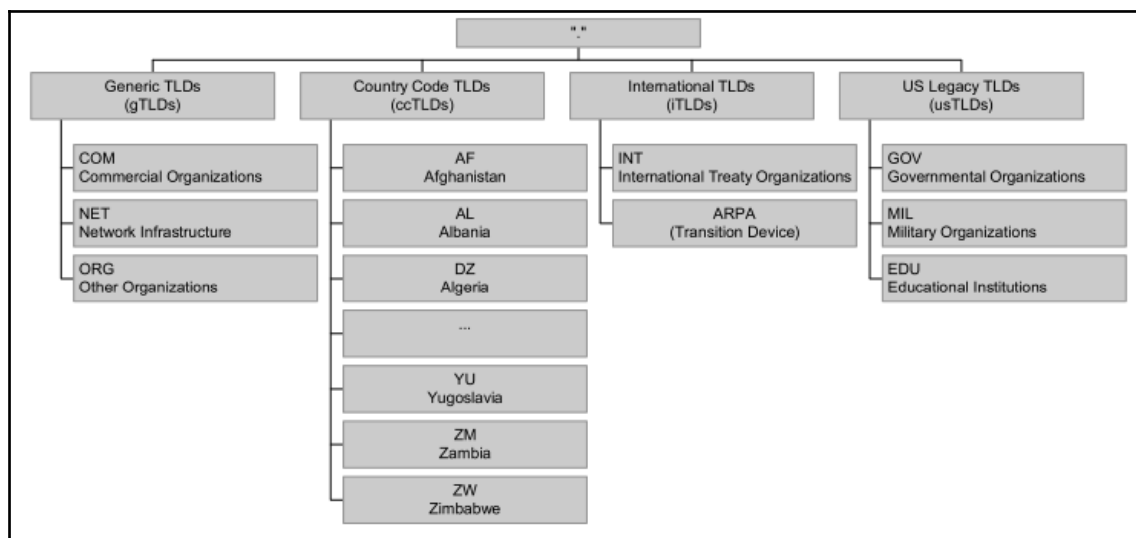 "."
Generic TLDs
(gTLDs)
COM
Commercial Organizations
NET
Network Infrastructure
ORG
Other Organizations
Country Code TLDs
(ccTLDs)
AF
Afghanistan
AL
Albania
DZ
Algeria
...
YU
Yugoslavia
ZM
Zambia
ZW
Zimbabwe
International TLDs
(iTLDs)
INT
International Treaty Organizations
ARPA
(Transition Device)
US Legacy TLDs
(usTLDs)
GOV
Governmental Organizations
MIL
Military Organizations
EDU
Educational Institutions